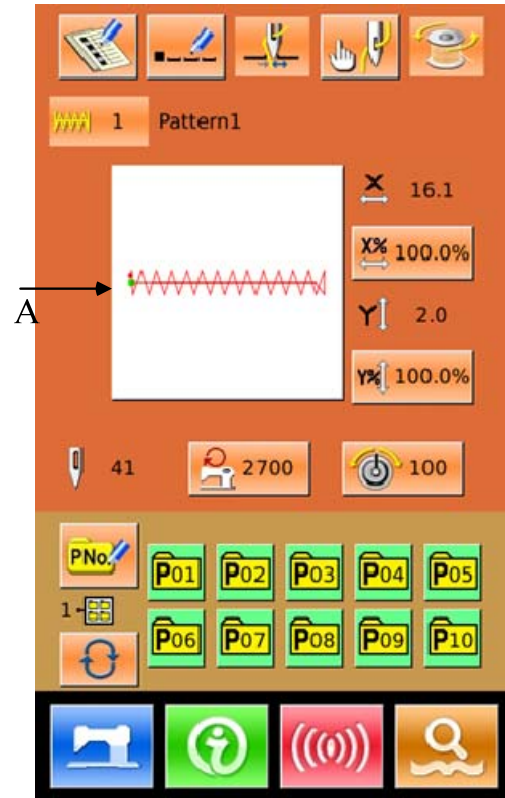 1 Pattern1
X 16.1
X% 100.0%
A
Y 2.0
Y% 100.0%
41 2700 100
PNo.
P01 P02 P03 P04 P05
1-
P06 P07 P08 P09 P10